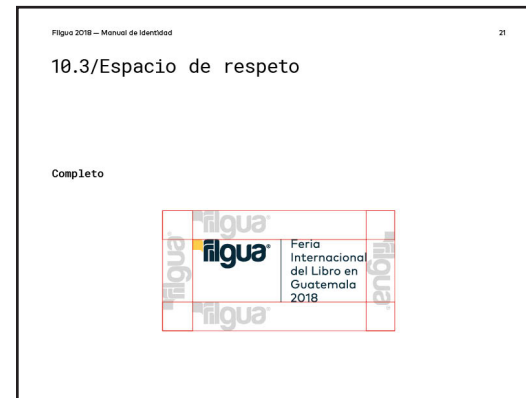 Filgua 2018 — Manual de Identidad
21
10.3/Espacio de respeto
Completo
filgua®
filgua®
filgua®
Feria
Internacional
del Libro en
Guatemala
2018
filgua®
filgua®